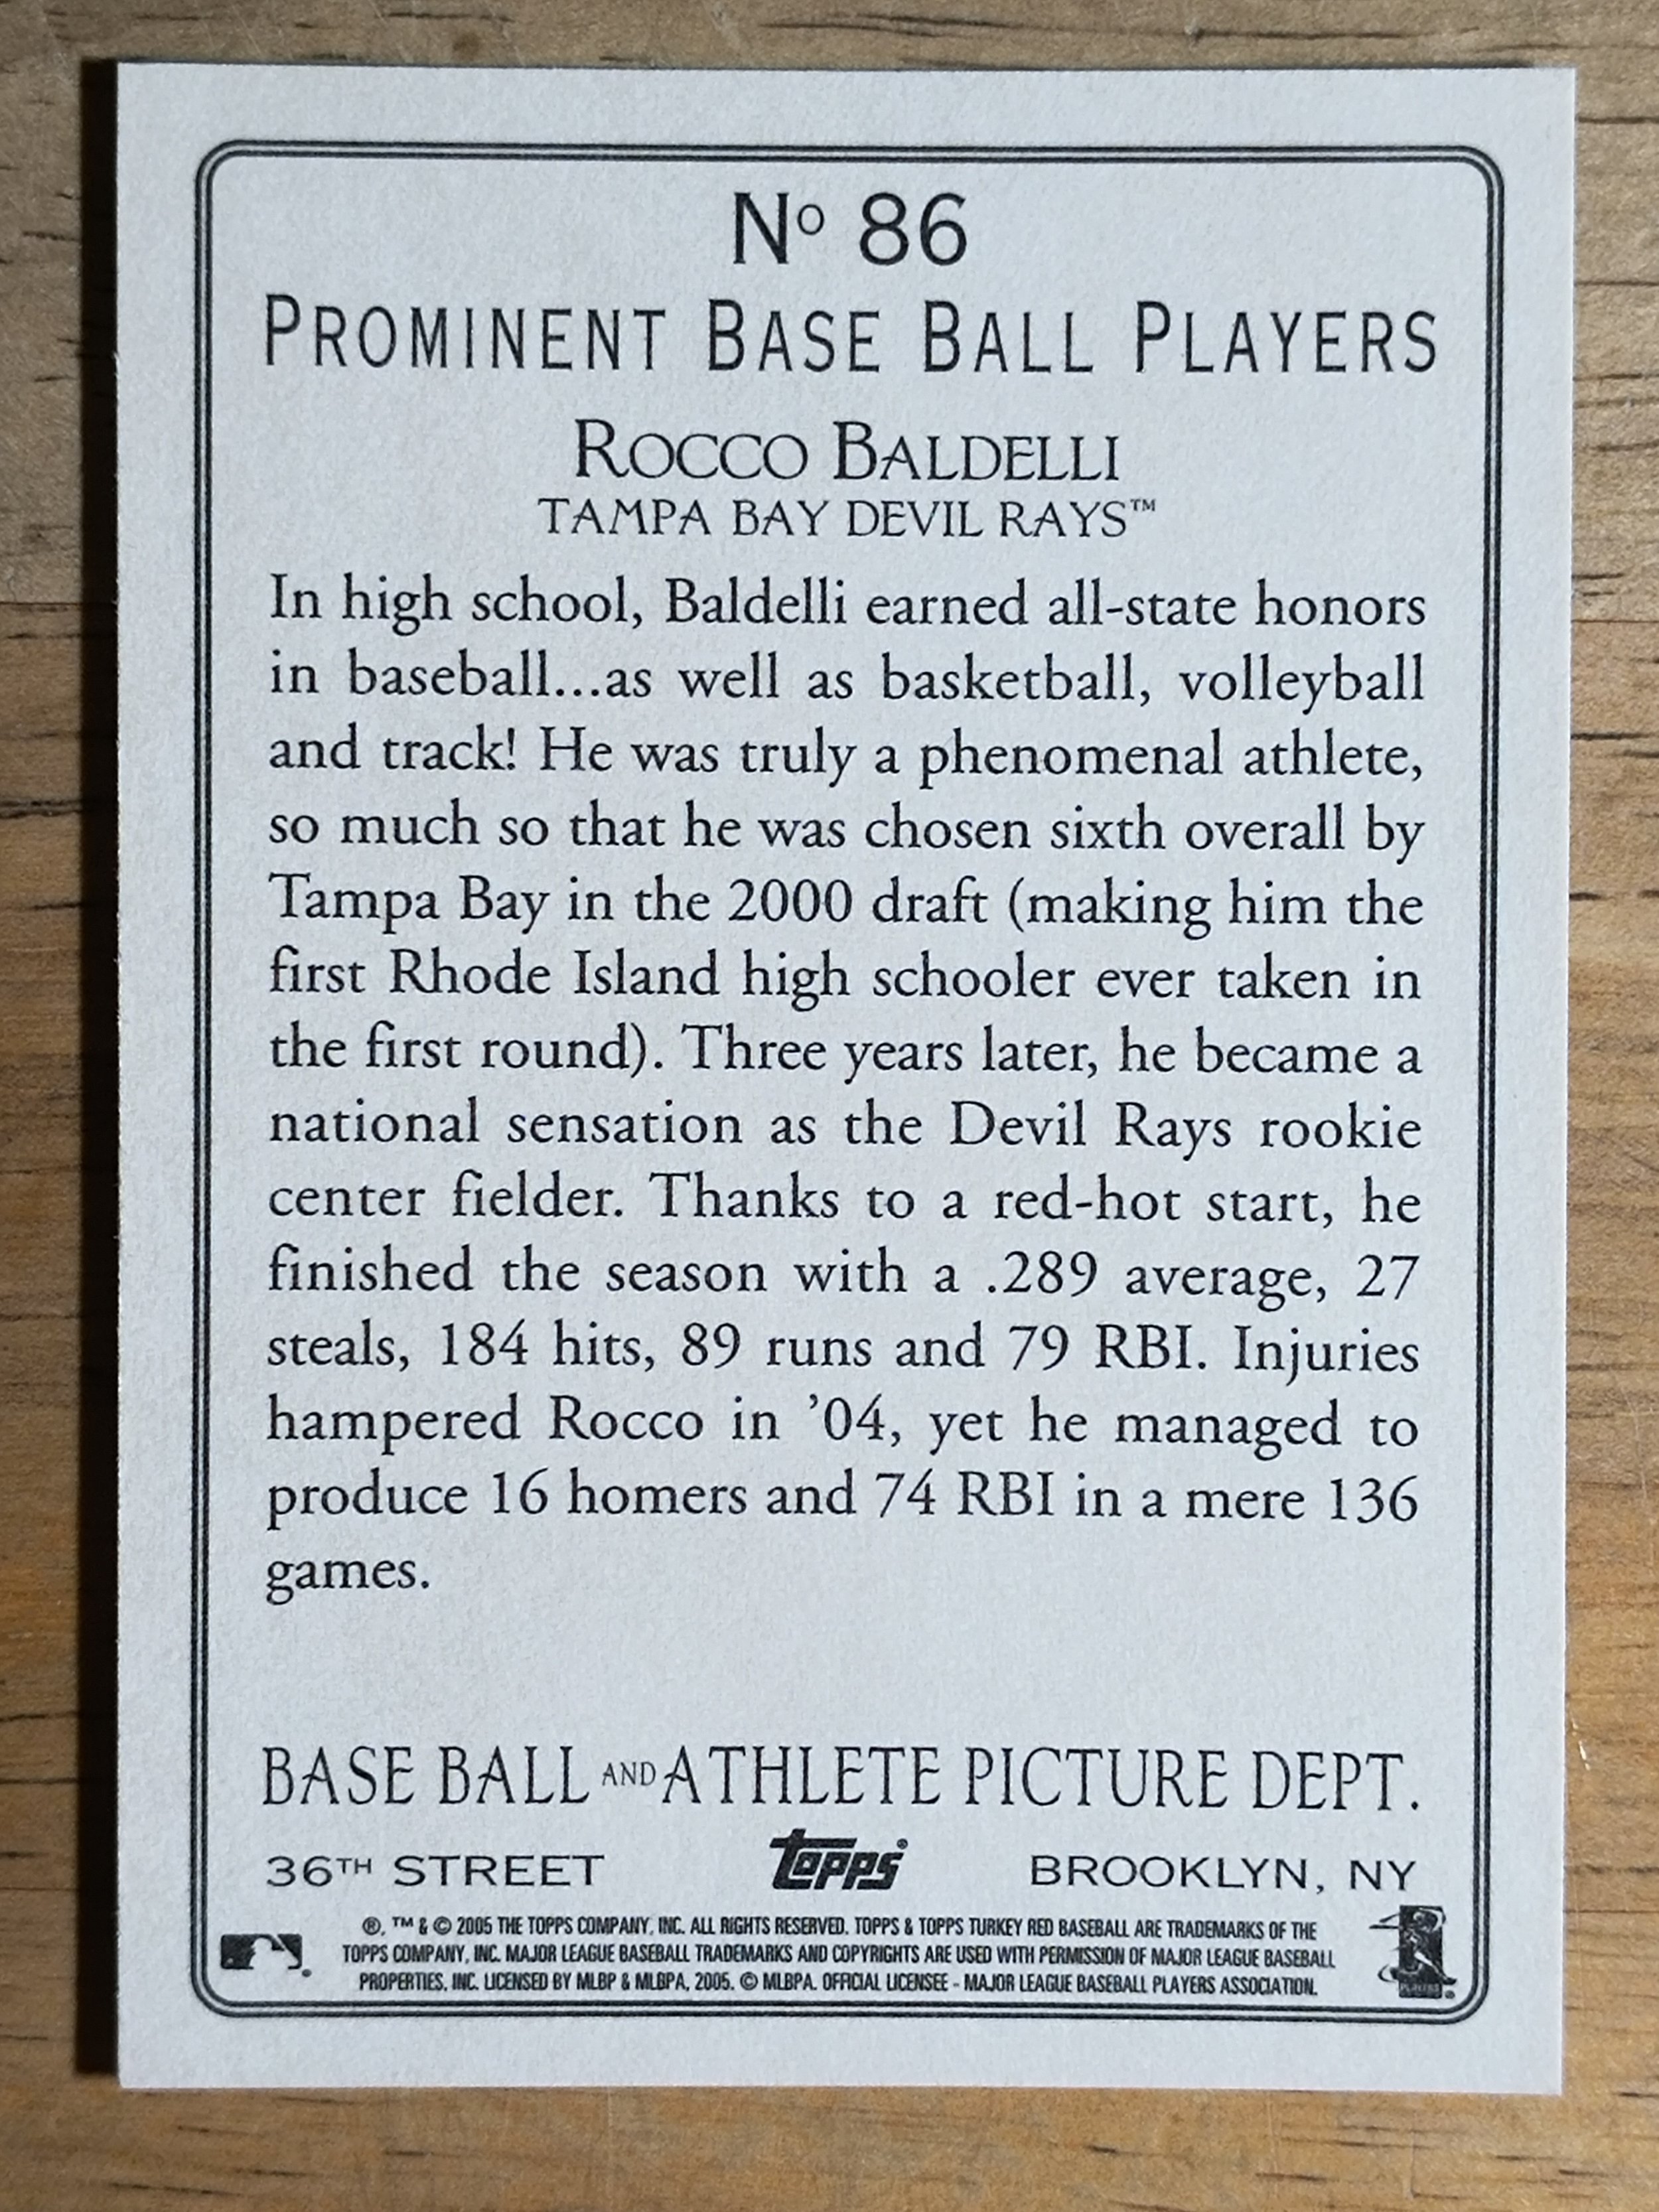 Nº 86
PROMINENT BASE BALL PLAYERS
ROCCO BALDELLI
TAMPA BAY DEVIL RAYS™
In high school, Baldelli earned all-state honors
in baseball...as well as basketball, volleyball
and track! He was truly a phenomenal athlete,
so much so that he was chosen sixth overall by
Tampa Bay in the 2000 draft (making him the
first Rhode Island high schooler ever taken in
the first round). Three years later, he became a
national sensation as the Devil Rays rookie
center fielder. Thanks to a red-hot start, he
finished the season with a .289 average, 27
steals, 184 hits, 89 runs and 79 RBI. Injuries
hampered Rocco in ’04, yet he managed to
produce 16 homers and 74 RBI in a mere 136
games.
BASE BALL AND ATHLETE PICTURE DEPT.
36TH STREET topps® BROOKLYN, NY
®, ™ & © 2005 THE TOPPS COMPANY, INC. ALL RIGHTS RESERVED. TOPPS & TOPPS TURKEY RED BASEBALL ARE TRADEMARKS OF THE
TOPPS COMPANY, INC. MAJOR LEAGUE BASEBALL TRADEMARKS AND COPYRIGHTS ARE USED WITH PERMISSION OF MAJOR LEAGUE BASEBALL
PROPERTIES, INC. LICENSED BY MLBP & MLBPA, 2005. © MLBPA. OFFICIAL LICENSEE - MAJOR LEAGUE BASEBALL PLAYERS ASSOCIATION.
PLAYERS